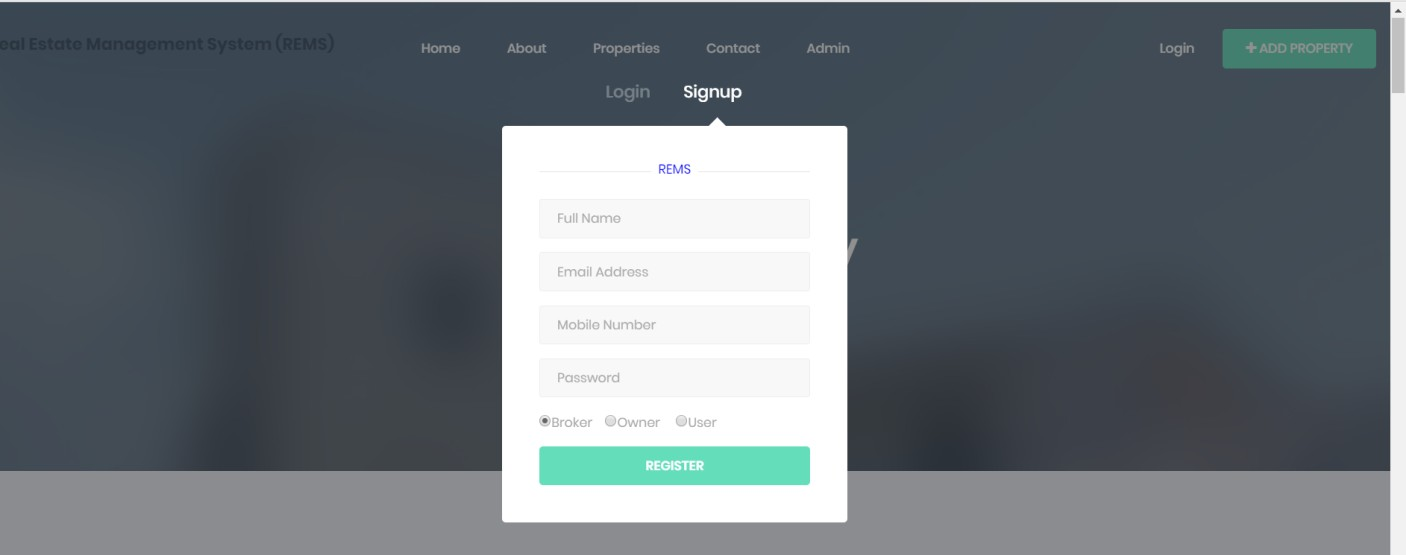 eal Estate Management System (REMS)
Home About Properties Contact Admin
Login + ADD PROPERTY
Login Signup
REMS
Full Name
Email Address
Mobile Number
Password
Broker Owner User
REGISTER